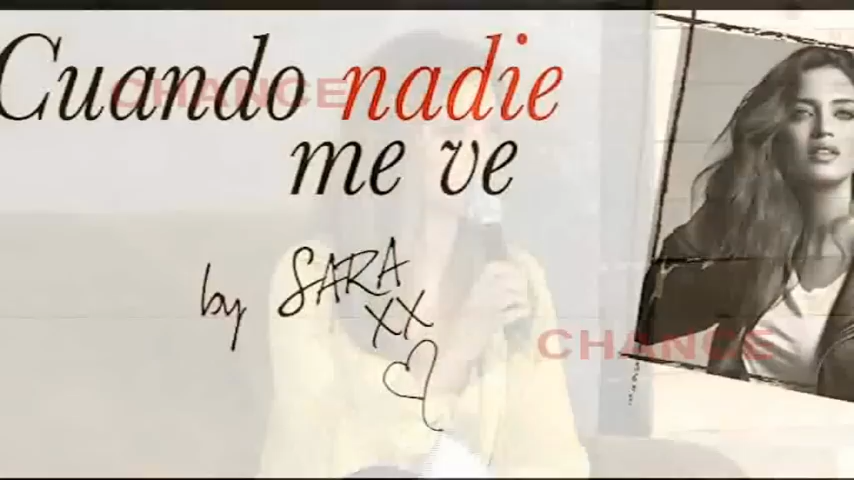 Cuando nadie
CHANCE
me ve
by SARA
XX
CHANCE